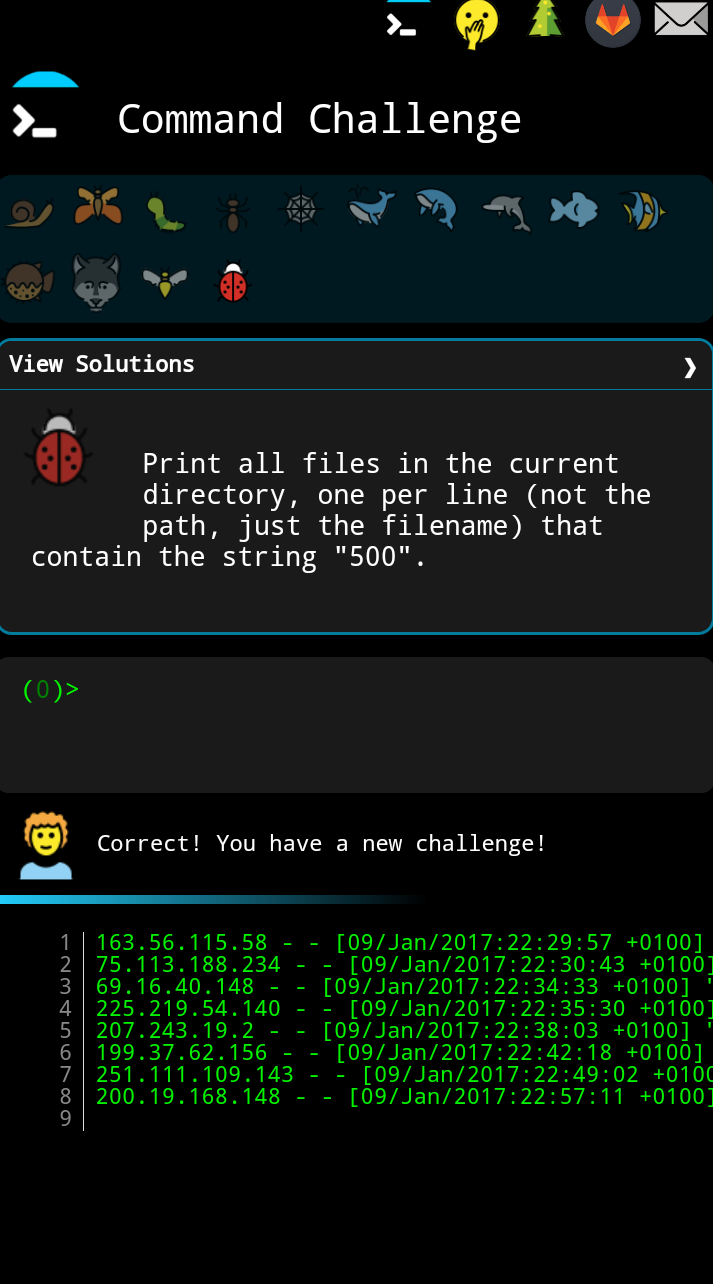 Command Challenge
View Solutions ❯
Print all files in the current
directory, one per line (not the
path, just the filename) that
contain the string "500".
(0)>
Correct! You have a new challenge!
1 163.56.115.58 - - [09/Jan/2017:22:29:57 +0100]
2 75.113.188.234 - - [09/Jan/2017:22:30:43 +0100]
3 69.16.40.148 - - [09/Jan/2017:22:34:33 +0100] "
4 225.219.54.140 - - [09/Jan/2017:22:35:30 +0100]
5 207.243.19.2 - - [09/Jan/2017:22:38:03 +0100] "
6 199.37.62.156 - - [09/Jan/2017:22:42:18 +0100]
7 251.111.109.143 - - [09/Jan/2017:22:49:02 +0100
8 200.19.168.148 - - [09/Jan/2017:22:57:11 +0100]
9